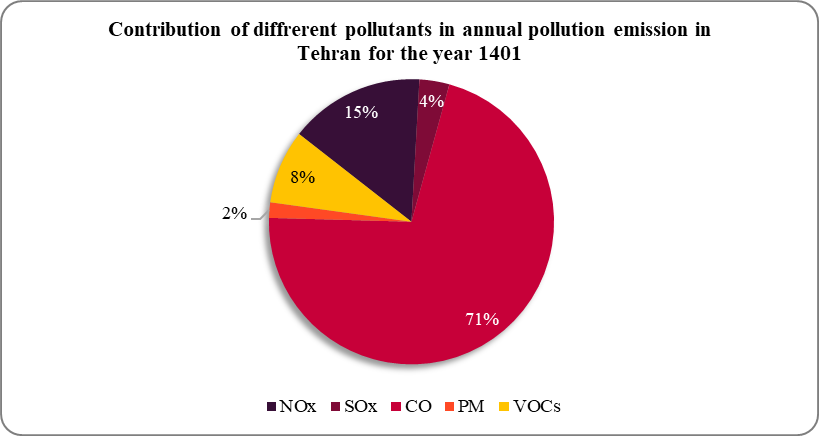 Contribution of diffrerent pollutants in annual pollution emission in
Tehran for the year 1401
15%
4%
8%
2%
71%
NOx SOx CO PM VOCs